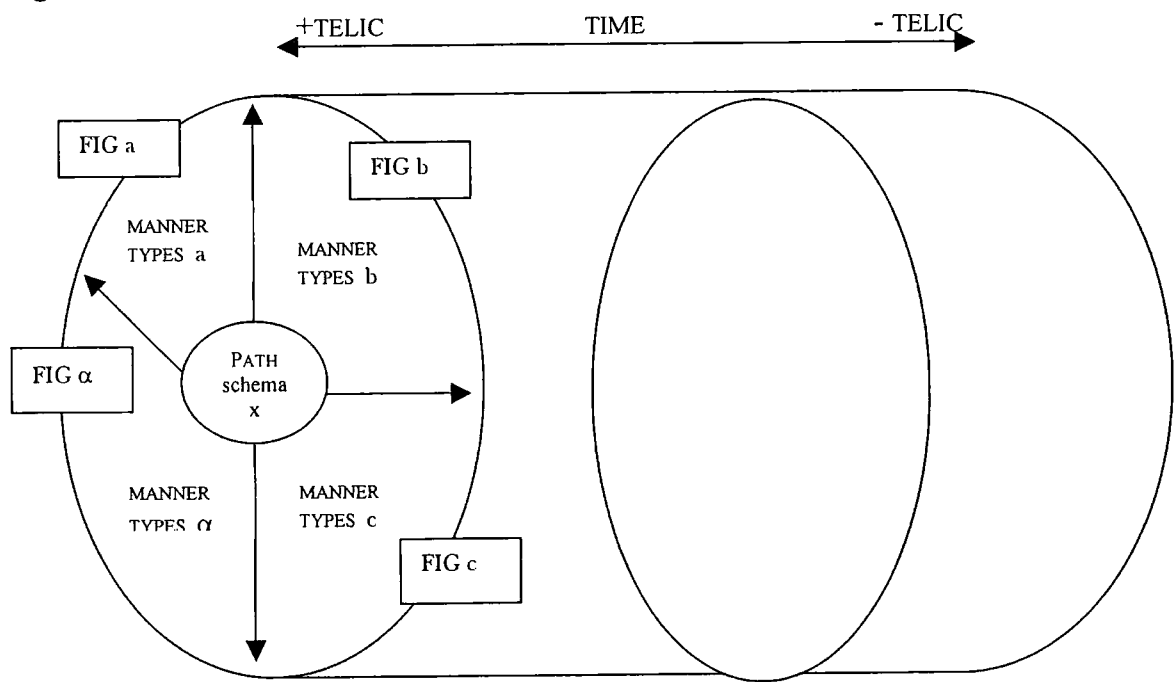 +TELIC TIME - TELIC
FIG a
FIG b
MANNER
TYPES a
MANNER
TYPES b
FIG α
PATH
schema
x
MANNER
TYPES α
MANNER
TYPES c
FIG c